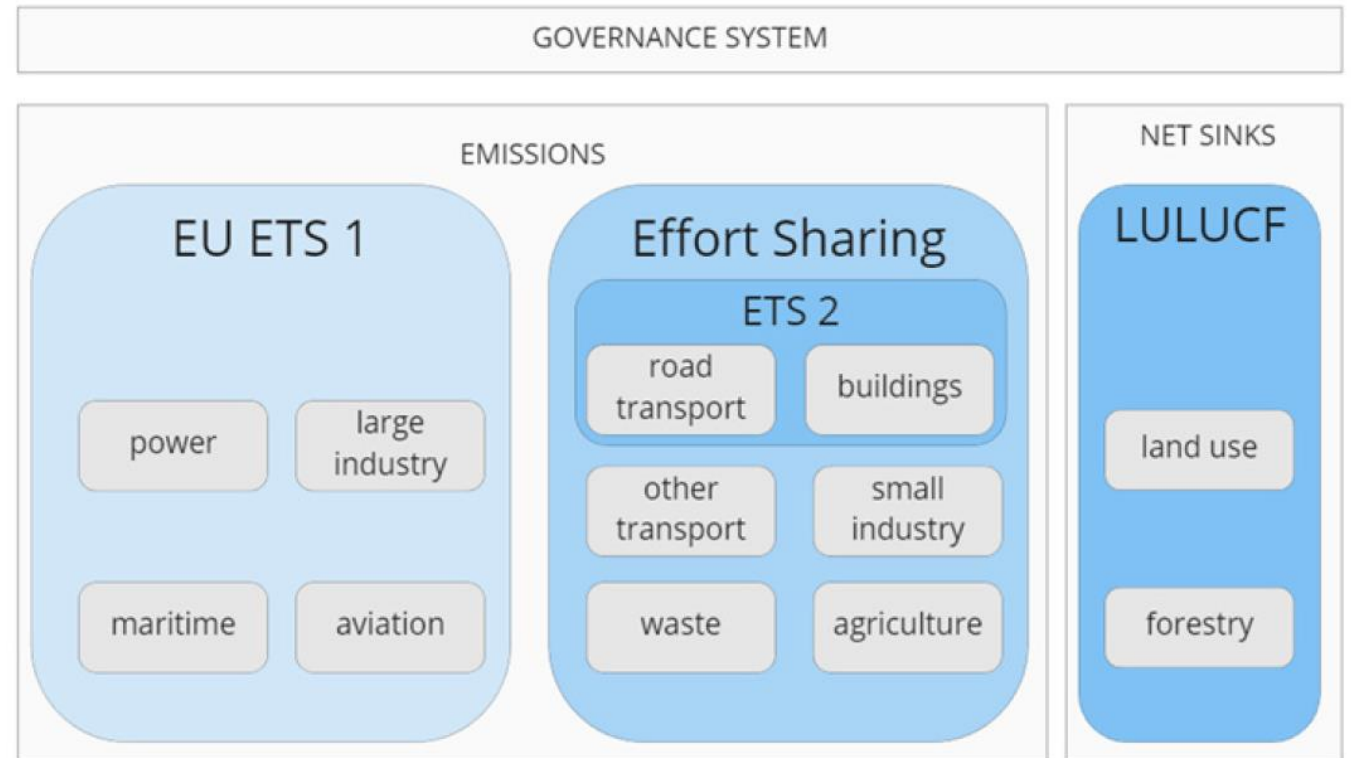 GOVERNANCE SYSTEM
EMISSIONS
NET SINKS
EU ETS 1
Effort Sharing
LULUCF
ETS 2
road
transport
buildings
power
large
industry
land use
other
transport
small
industry
maritime
aviation
waste
agriculture
forestry